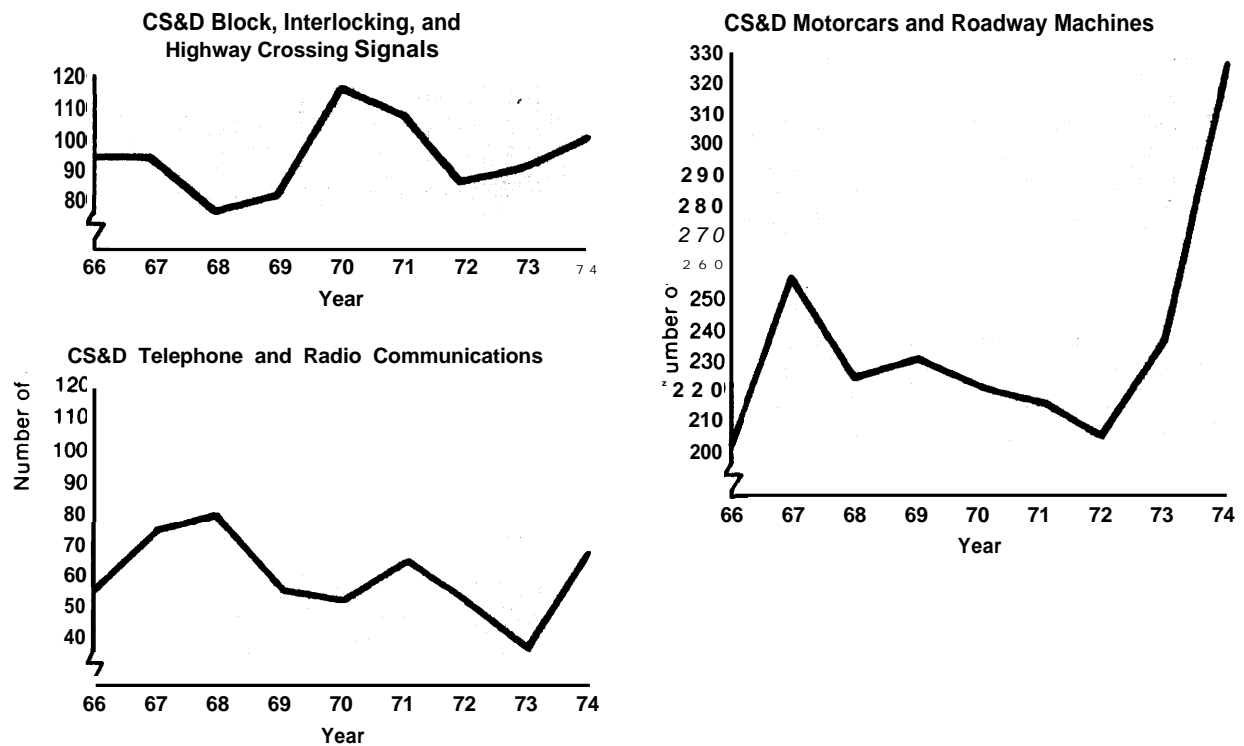 CS&D Block, Interlocking, and
Highway Crossing Signals
120
110
100
90
80
66 67 68 69 70 71 72 73 74
Year
CS&D Telephone and Radio Communications
Number of
120
110
100
90
80
70
60
50
40
66 67 68 69 70 71 72 73 74
Year
CS&D Motorcars and Roadway Machines
330
320
310
300
290
280
270
260
250
240
230
220
210
200
66 67 68 69 70 71 72 73 74
Year